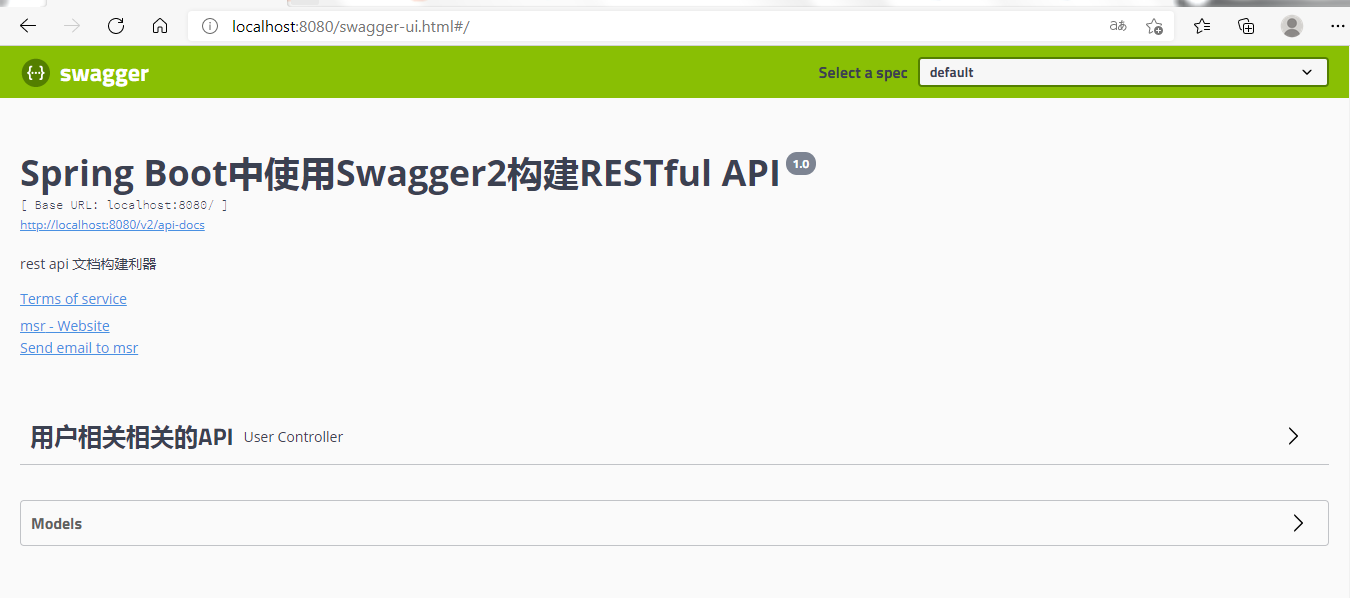 localhost:8080/swagger-ui.html#/
swagger
Select a spec
default
Spring Boot中使用Swagger2构建RESTful API 1.0
[ Base URL: localhost:8080/ ]
http://localhost:8080/v2/api-docs
rest api 文档构建利器
Terms of service
msr - Website
Send email to msr
用户相关相关的API User Controller
Models